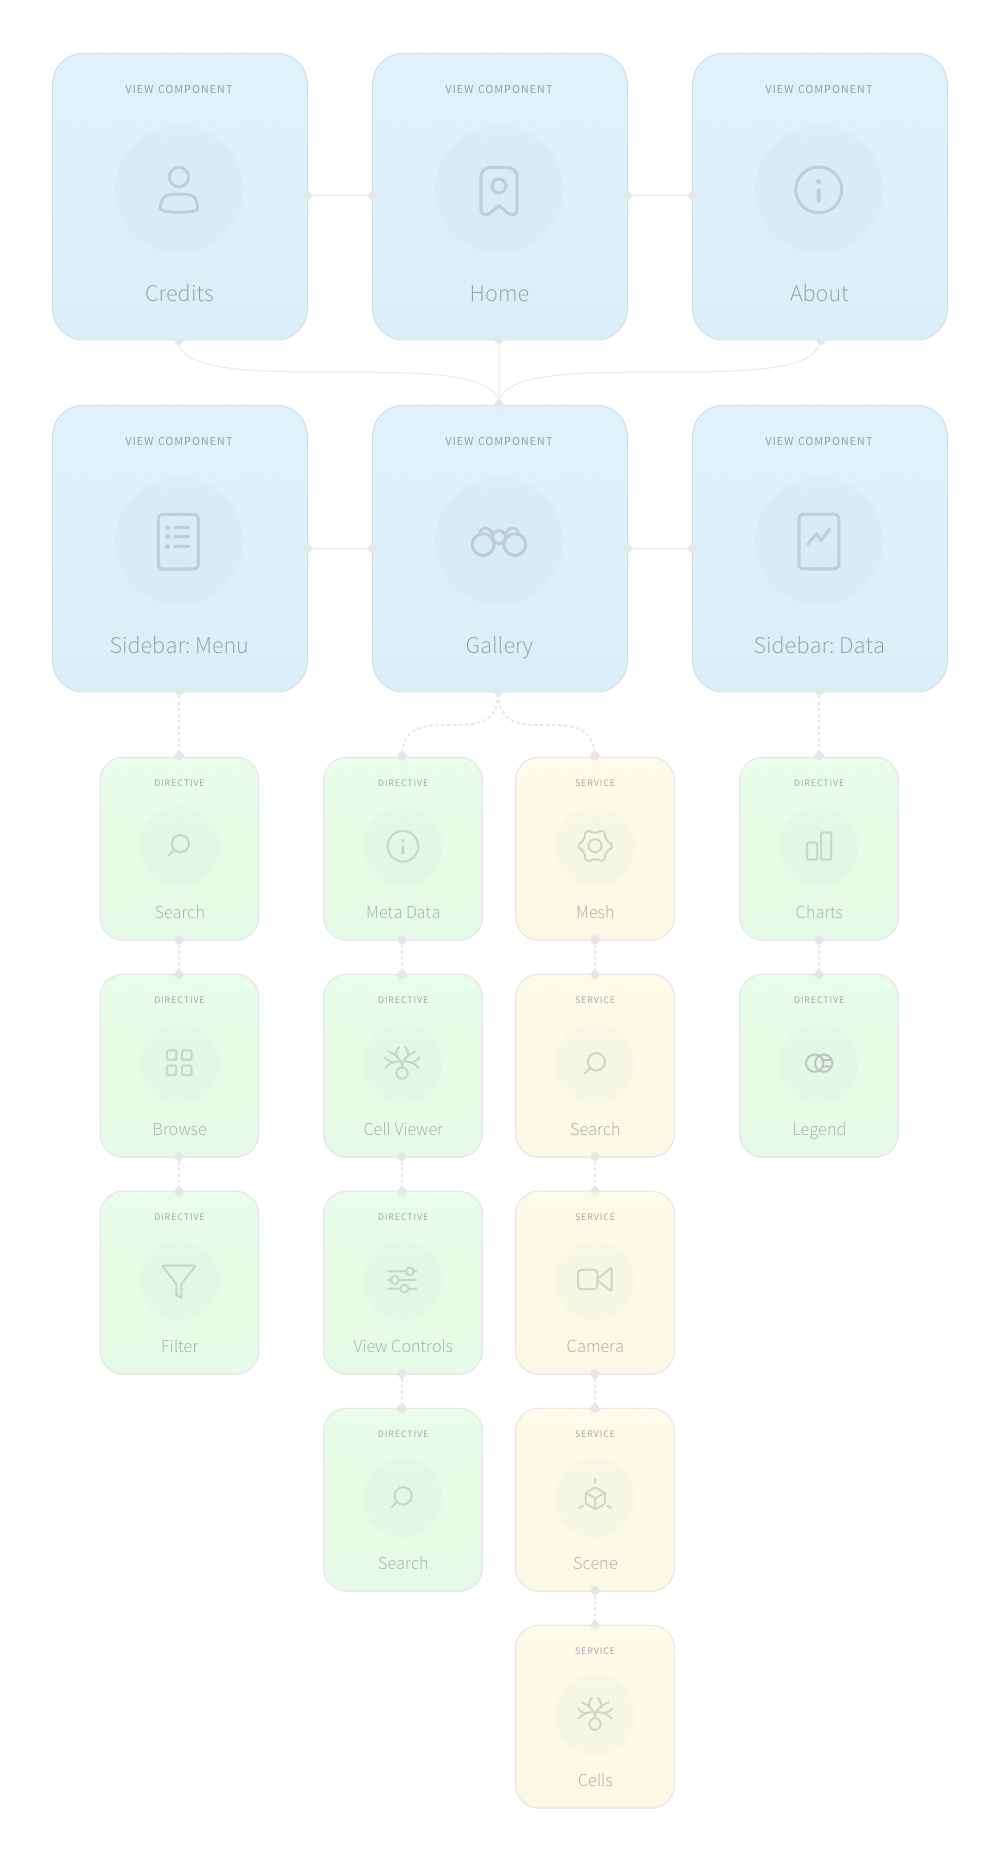 VIEW COMPONENT
Credits
VIEW COMPONENT
Home
VIEW COMPONENT
About
VIEW COMPONENT
Sidebar: Menu
VIEW COMPONENT
Gallery
VIEW COMPONENT
Sidebar: Data
DIRECTIVE
Search
DIRECTIVE
Meta Data
SERVICE
Mesh
DIRECTIVE
Charts
DIRECTIVE
Browse
DIRECTIVE
Cell Viewer
SERVICE
Search
DIRECTIVE
Legend
DIRECTIVE
Filter
DIRECTIVE
View Controls
SERVICE
Camera
DIRECTIVE
Search
SERVICE
Scene
SERVICE
Cells